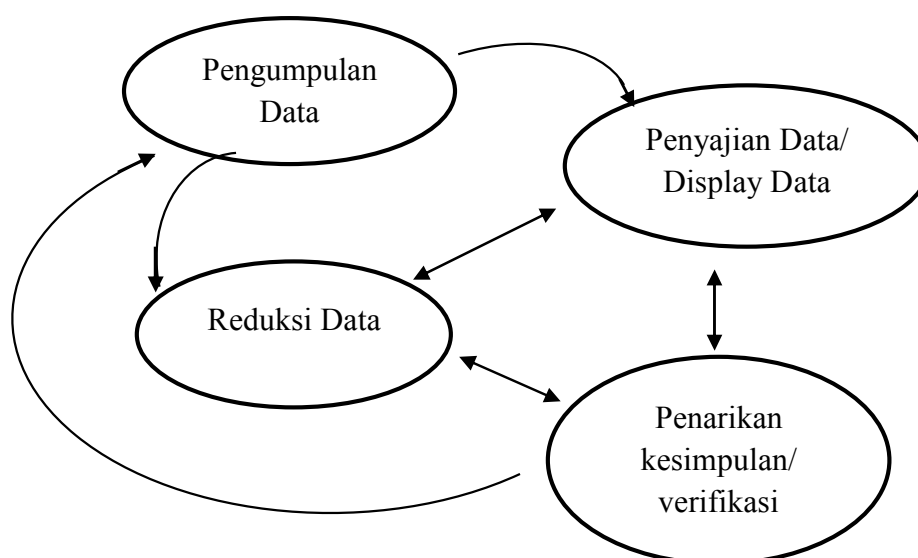 Pengumpulan
Data
Penyajian Data/
Display Data
Reduksi Data
Penarikan
kesimpulan/
verifikasi